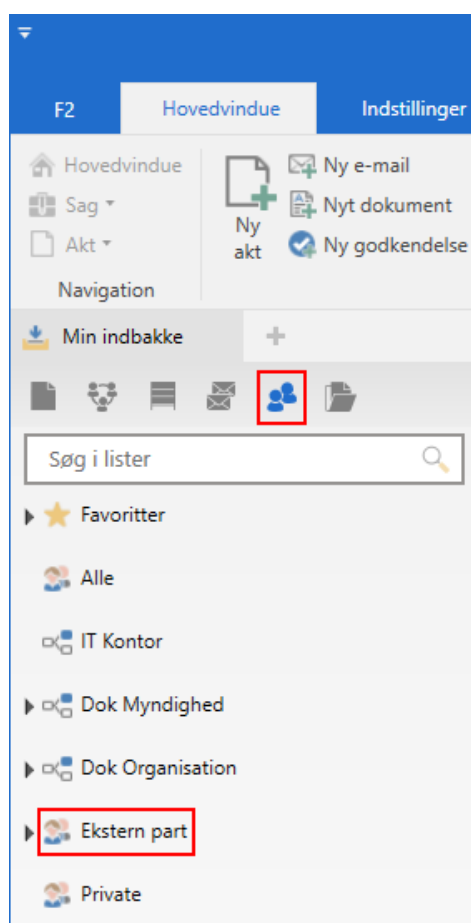 F2 Hovedvindue Indstillinger
Hovedvindue
Sag
Akt
Navigation
Ny
akt
Ny e-mail
Nyt dokument
Ny godkendelse
Min indbakke
Søg i lister
Favoritter
Alle
IT Kontor
Dok Myndighed
Dok Organisation
Ekstern part
Private